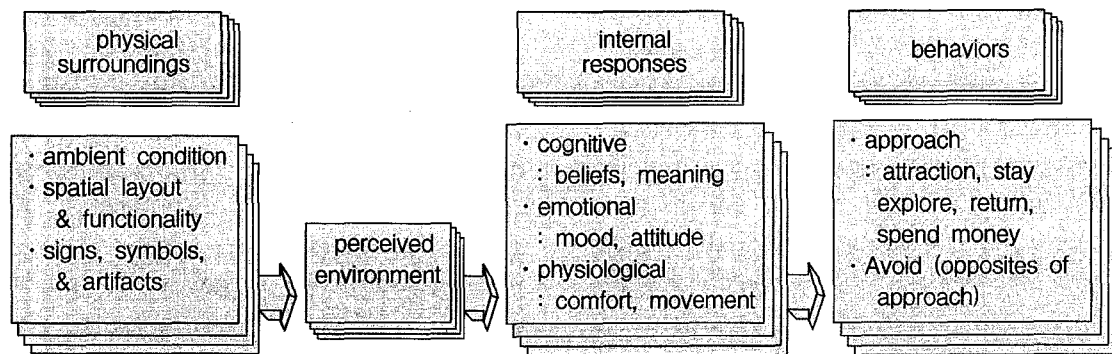 physical
surroundings
internal
responses
behaviors
· ambient condition
· spatial layout
& functionality
· signs, symbols,
& artifacts
perceived
environment
· cognitive
: beliefs, meaning
· emotional
: mood, attitude
· physiological
: comfort, movement
· approach
: attraction, stay
explore, return,
spend money
· Avoid (opposites of
approach)